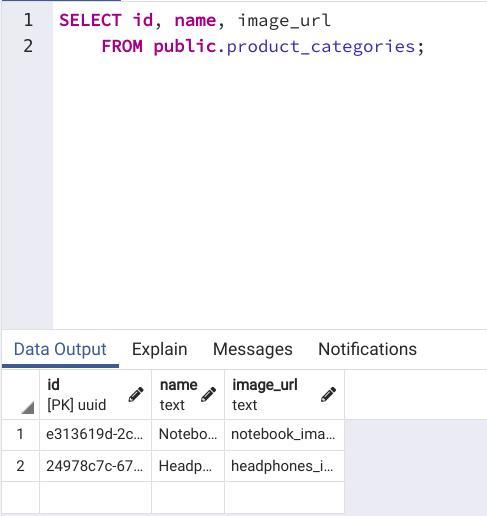 1 SELECT id, name, image_url
2 FROM public.product_categories;
Data Output Explain Messages Notifications
id name image_url
[PK] uuid text text
1 e313619d-2c... Notebo... notebook_ima...
2 24978c7c-67... Headp... headphones_i...